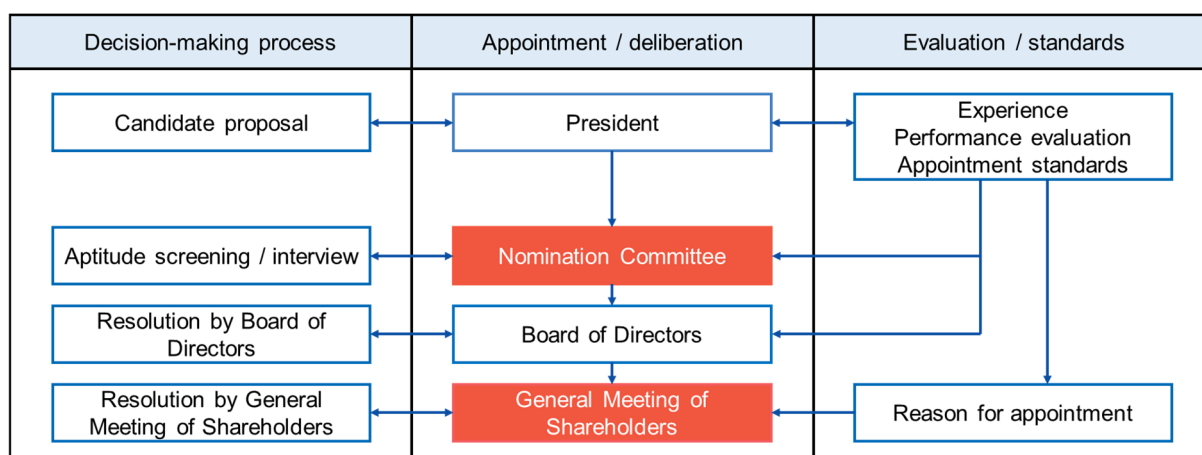 Decision-making process
Appointment / deliberation
Evaluation / standards
Candidate proposal
President
Experience
Performance evaluation
Appointment standards
Aptitude screening / interview
Nomination Committee
Resolution by Board of
Directors
Board of Directors
Resolution by General
Meeting of Shareholders
General Meeting of
Shareholders
Reason for appointment